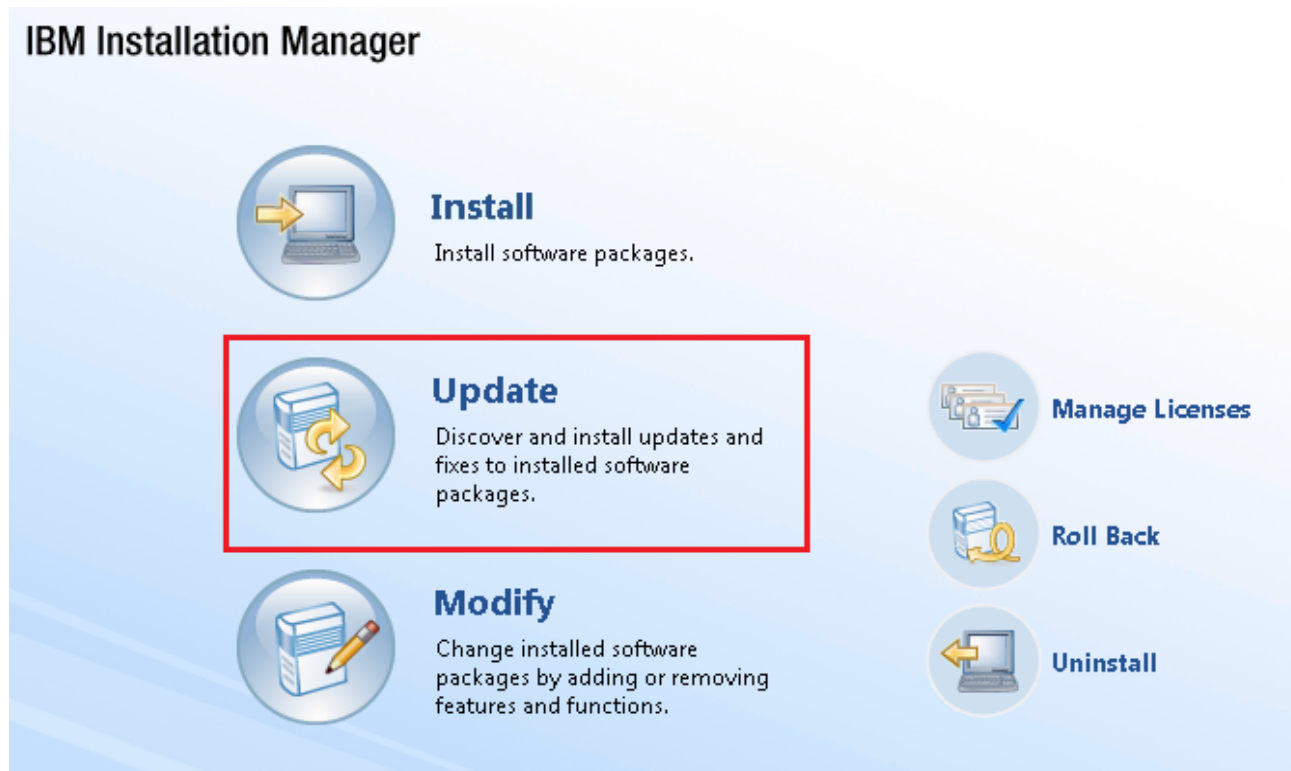 IBM Installation Manager
Install
Install software packages.
Update
Discover and install updates and
fixes to installed software
packages.
Modify
Change installed software
packages by adding or removing
features and functions.
Manage Licenses
Roll Back
Uninstall